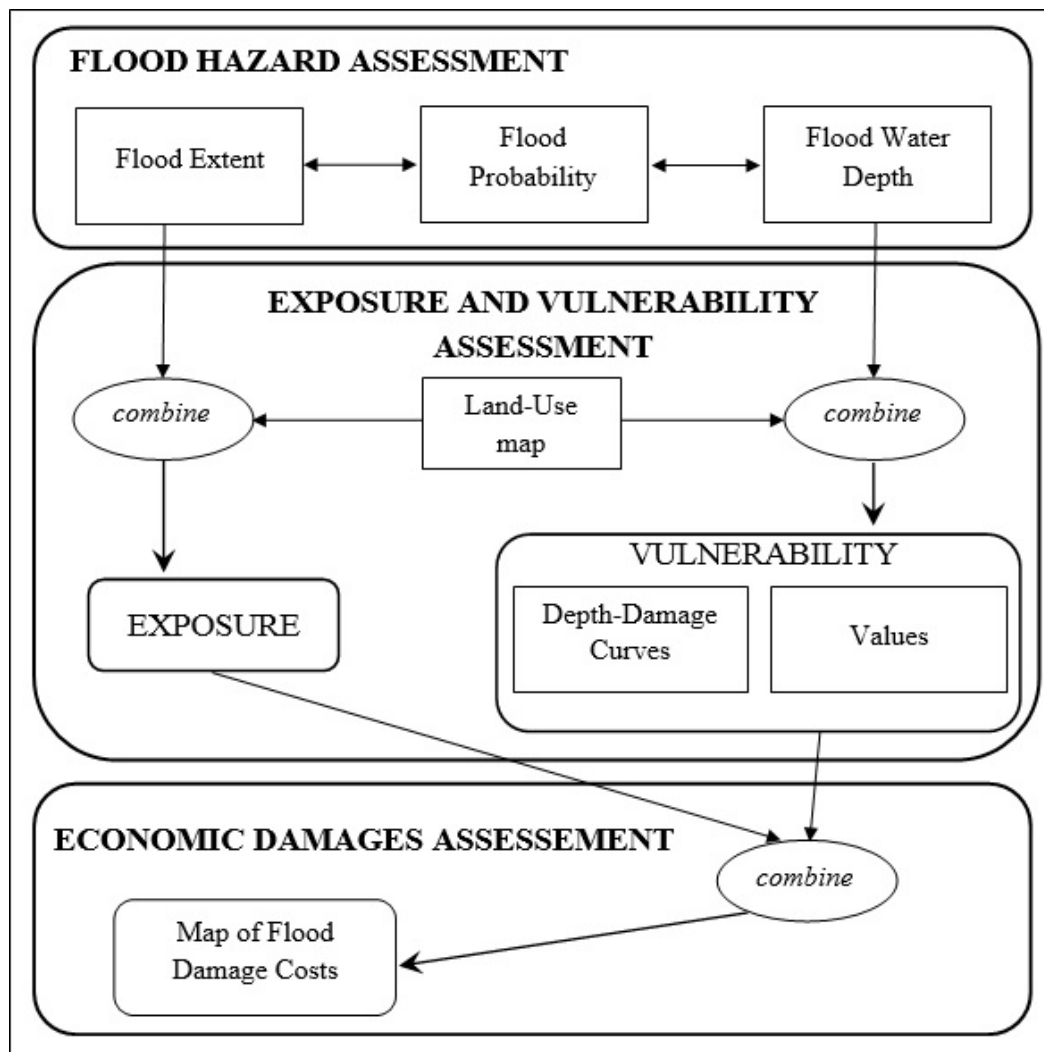 FLOOD HAZARD ASSESSMENT
Flood Extent
Flood
Probability
Flood Water
Depth
EXPOSURE AND VULNERABILITY
ASSESSMENT
combine
Land-Use
map
combine
EXPOSURE
VULNERABILITY
Depth-Damage
Curves
Values
ECONOMIC DAMAGES ASSESSEMENT
combine
Map of Flood
Damage Costs